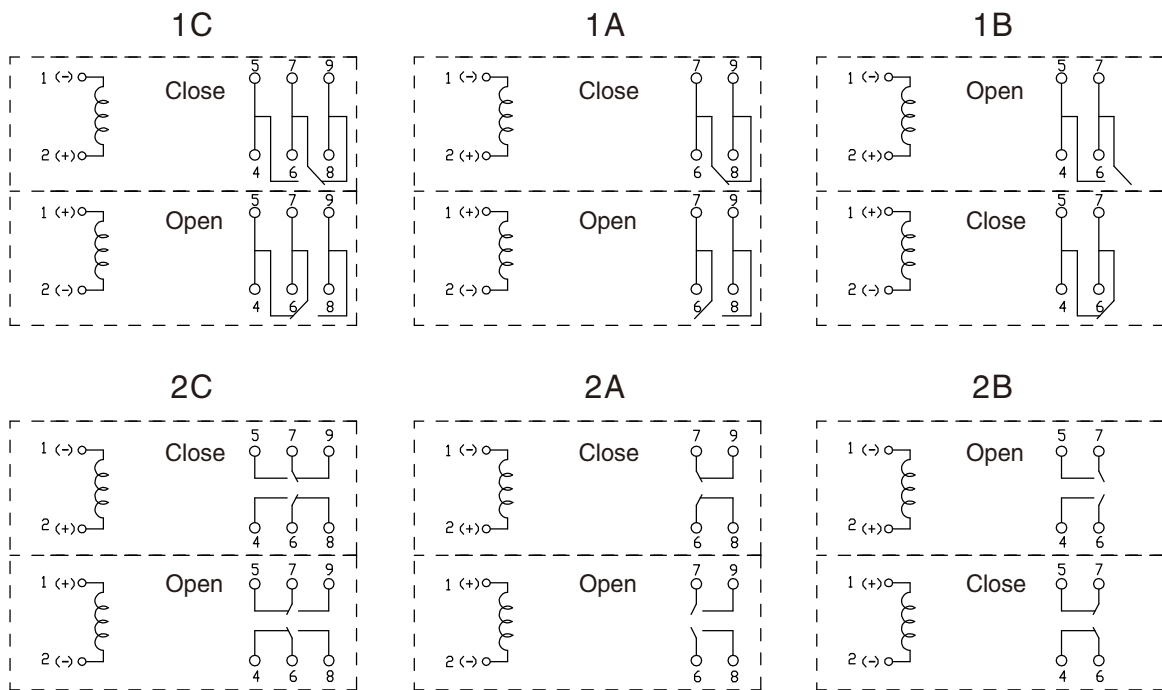 1C
1 (-)
2 (+)
Close
5 7 9
4 6 8
1 (+)
2 (-)
Open
5 7 9
4 6 8
1A
1 (-)
2 (+)
Close
7 9
6 8
1 (+)
2 (-)
Open
7 9
6 8
1B
1 (-)
2 (+)
Open
5 7
4 6
1 (+)
2 (-)
Close
5 7
4 6
2C
1 (-)
2 (+)
Close
5 7 9
4 6 8
1 (+)
2 (-)
Open
5 7 9
4 6 8
2A
1 (-)
2 (+)
Close
7 9
6 8
1 (+)
2 (-)
Open
7 9
6 8
2B
1 (-)
2 (+)
Open
5 7
4 6
1 (+)
2 (-)
Close
5 7
4 6